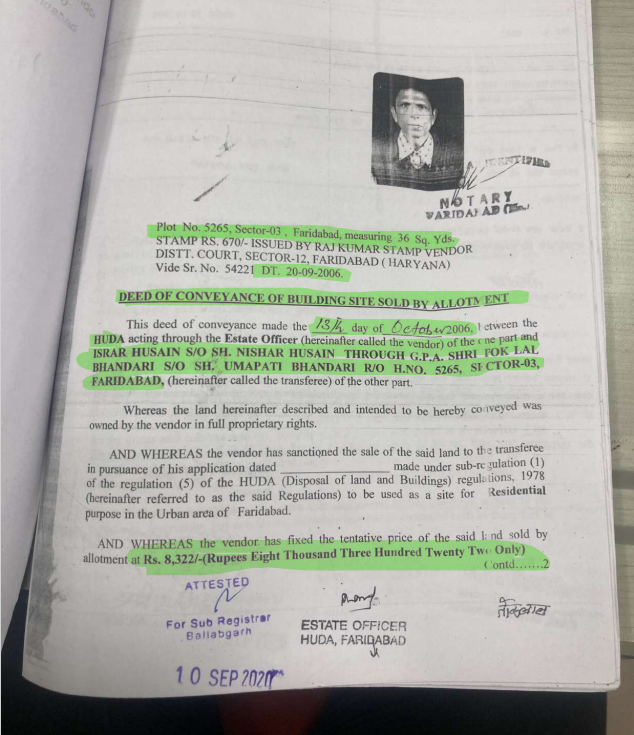 IDENTIFIED
NOTARY
FARIDABAD
Plot No. 5265, Sector-03 , Faridabad, measuring 36 Sq. Yds.
STAMP RS. 670/- ISSUED BY RAJ KUMAR STAMP VENDOR
DISTT. COURT, SECTOR-12, FARIDABAD ( HARYANA)
Vide Sr. No. 54221 DT. 20-09-2006.
DEED OF CONVEYANCE OF BUILDING SITE SOLD BY ALLOTMENT
This deed of conveyance made the 13th day of October 2006, between the
HUDA acting through the Estate Officer (hereinafter called the vendor) of the one part and
ISRAR HUSAIN S/O SH. NISHAR HUSAIN THROUGH G.P.A. SHRI TOK LAL
BHANDARI S/O SH. UMAPATI BHANDARI R/O H.NO. 5265, SECTOR-03,
FARIDABAD, (hereinafter called the transferee) of the other part.
Whereas the land hereinafter described and intended to be hereby conveyed was
owned by the vendor in full proprietary rights.
AND WHEREAS the vendor has sanctioned the sale of the said land to the transferee
in pursuance of his application dated ________________ made under sub-regulation (1)
of the regulation (5) of the HUDA (Disposal of land and Buildings) regulations, 1978
(hereinafter referred to as the said Regulations) to be used as a site for Residential
purpose in the Urban area of Faridabad.
AND WHEREAS the vendor has fixed the tentative price of the said land sold by
allotment at Rs. 8,322/-(Rupees Eight Thousand Three Hundred Twenty Two Only)
Contd.......2
ATTESTED
For Sub Registrar
Ballabgarh
ESTATE OFFICER
HUDA, FARIDABAD
10 SEP 2020